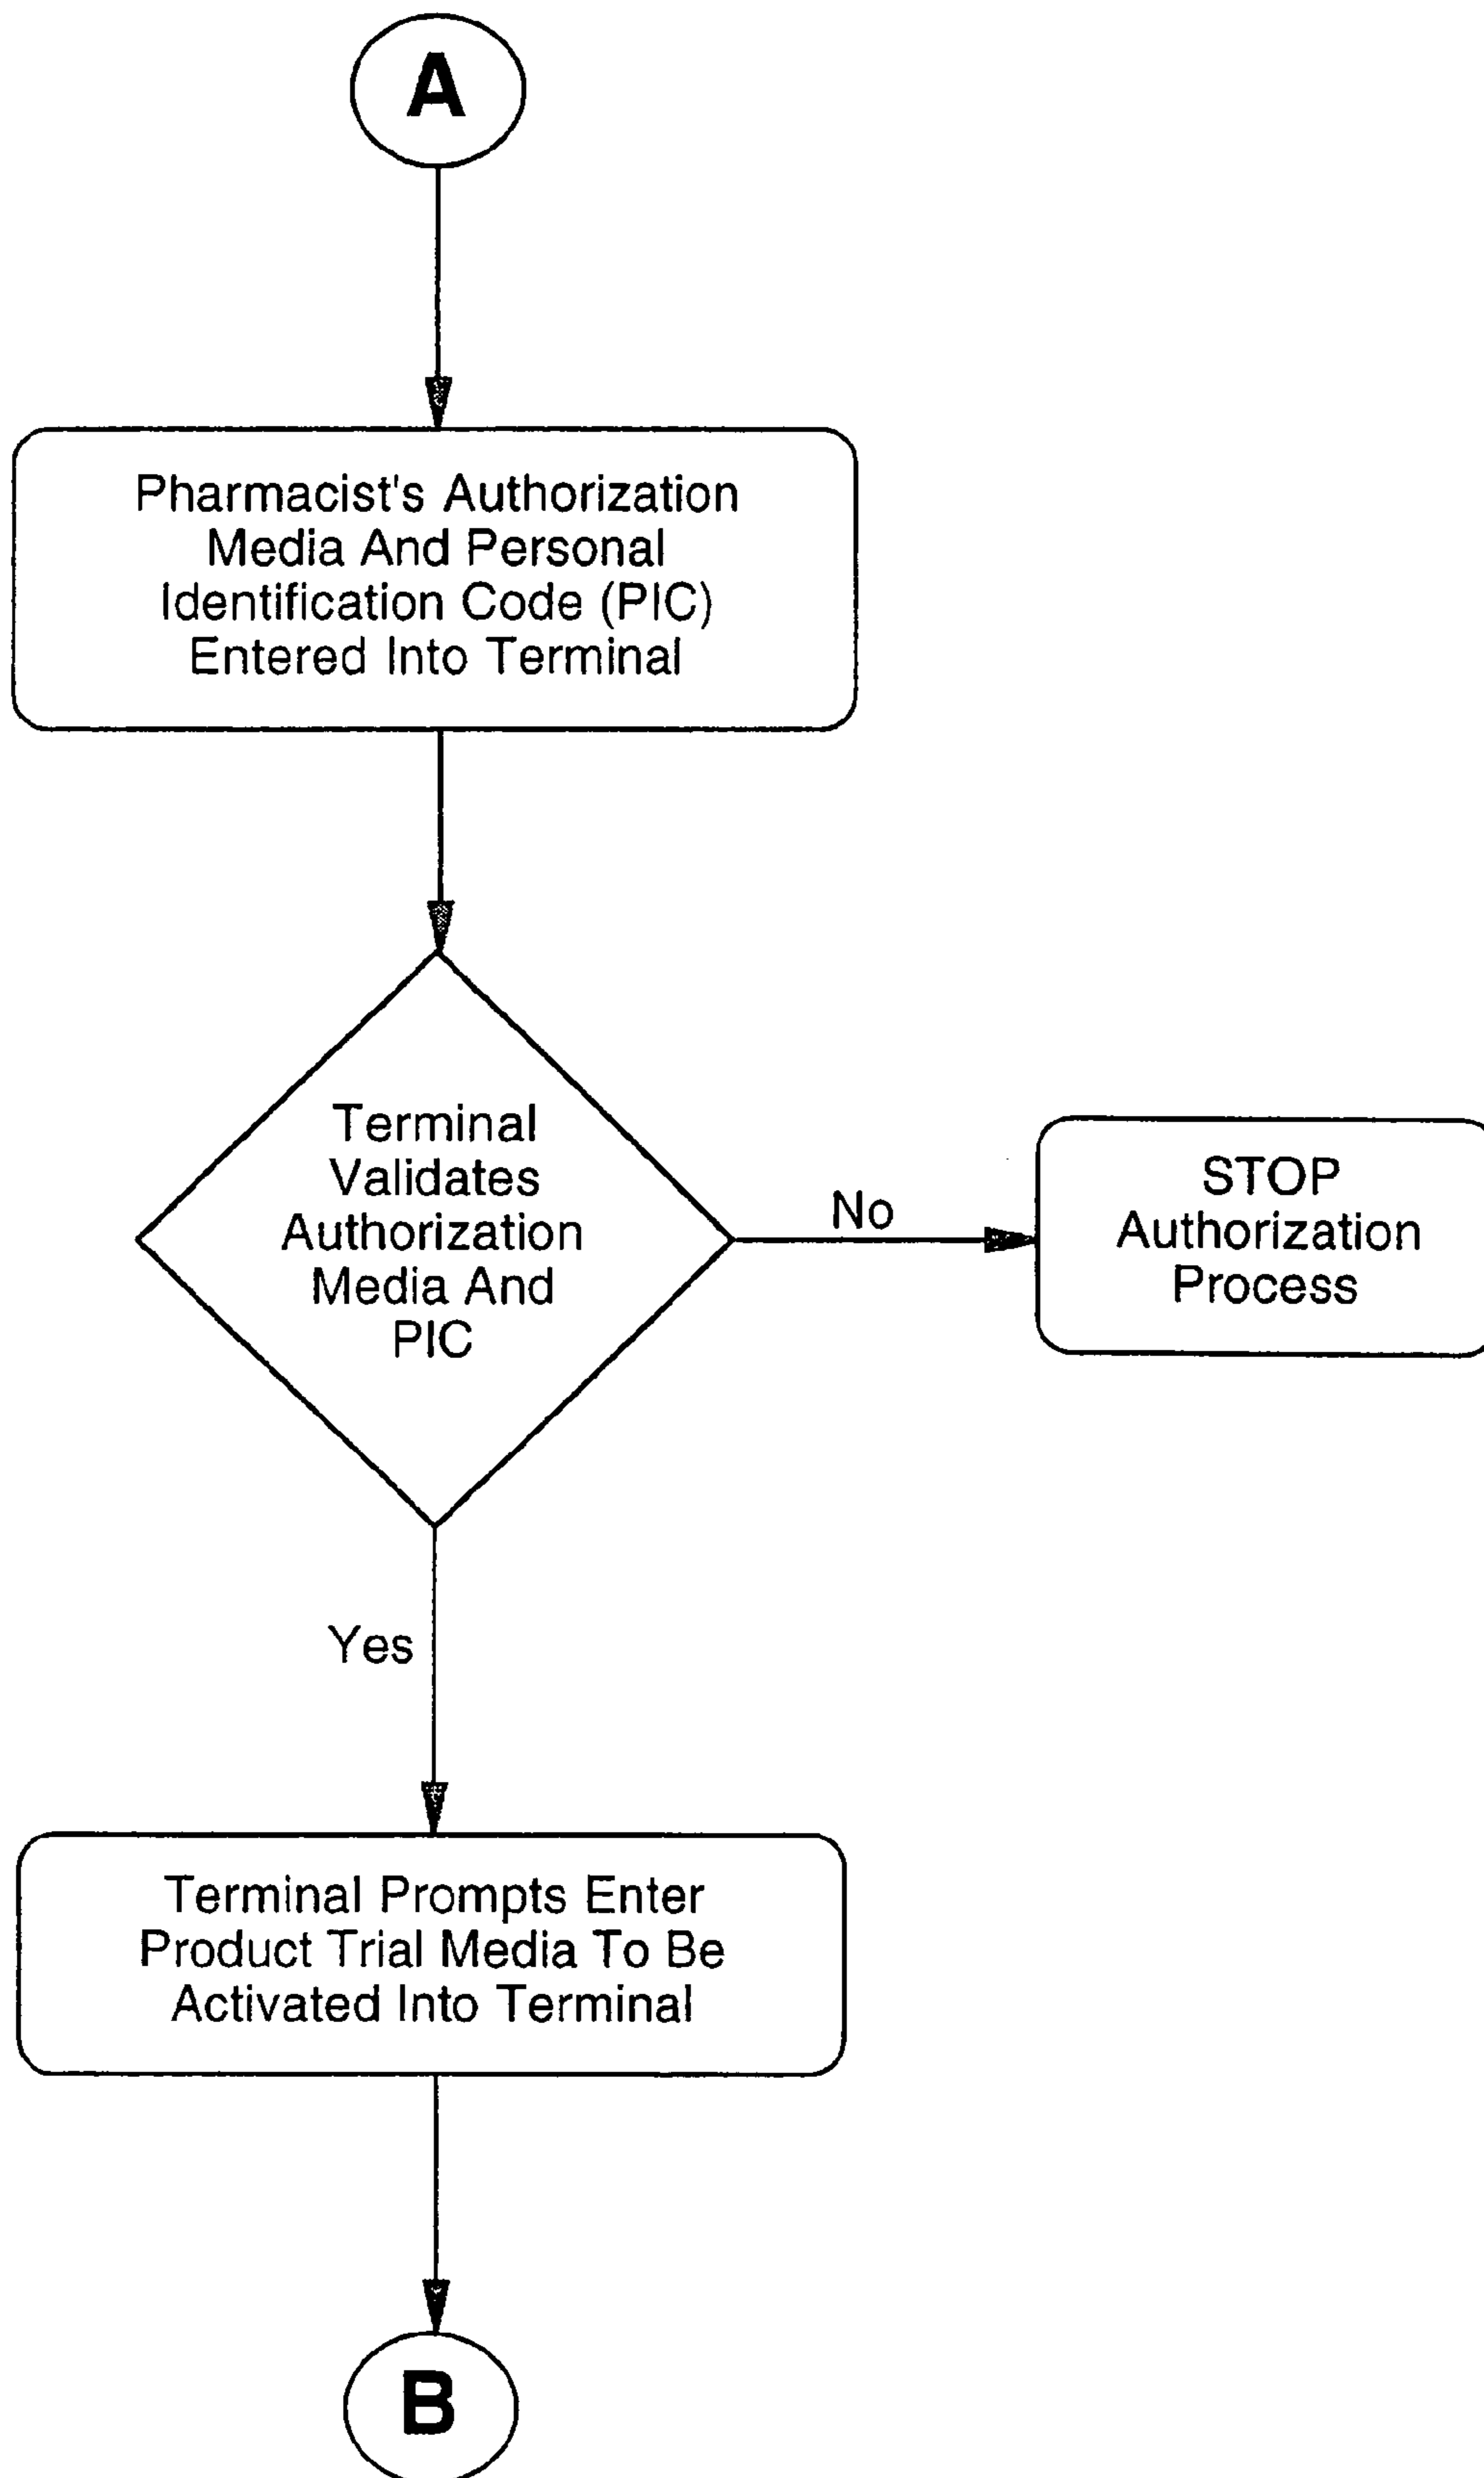 A
Pharmacist's Authorization
Media And Personal
Identification Code (PIC)
Entered Into Terminal
Terminal
Validates
Authorization
Media And
PIC
No
STOP
Authorization
Process
Yes
Terminal Prompts Enter
Product Trial Media To Be
Activated Into Terminal
B